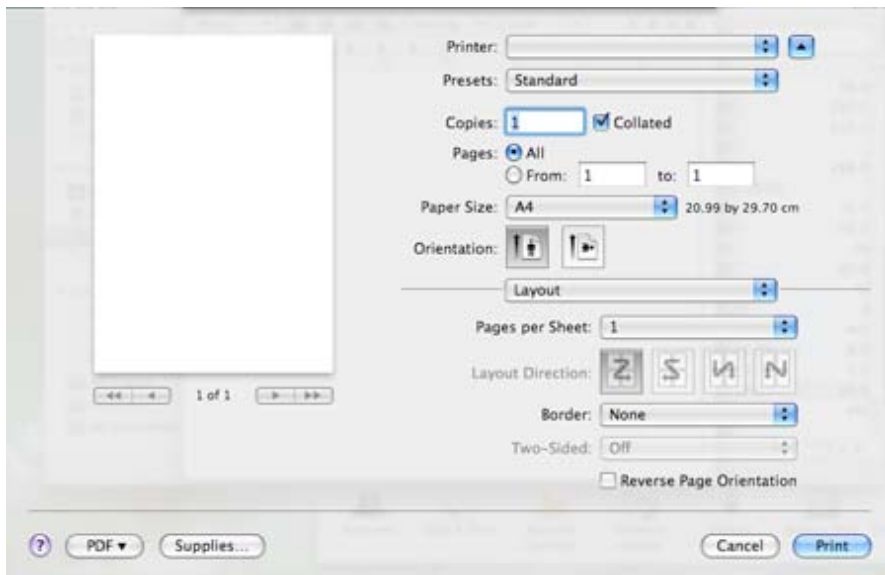 Printer:
Presets: Standard
Copies: 1 Collated
Pages: All
From: 1 to: 1
Paper Size: A4 20.99 by 29.70 cm
Orientation:
Layout
Pages per Sheet: 1
Layout Direction:
1 of 1
Border: None
Two-Sided: Off
Reverse Page Orientation
? PDF Supplies... Cancel Print